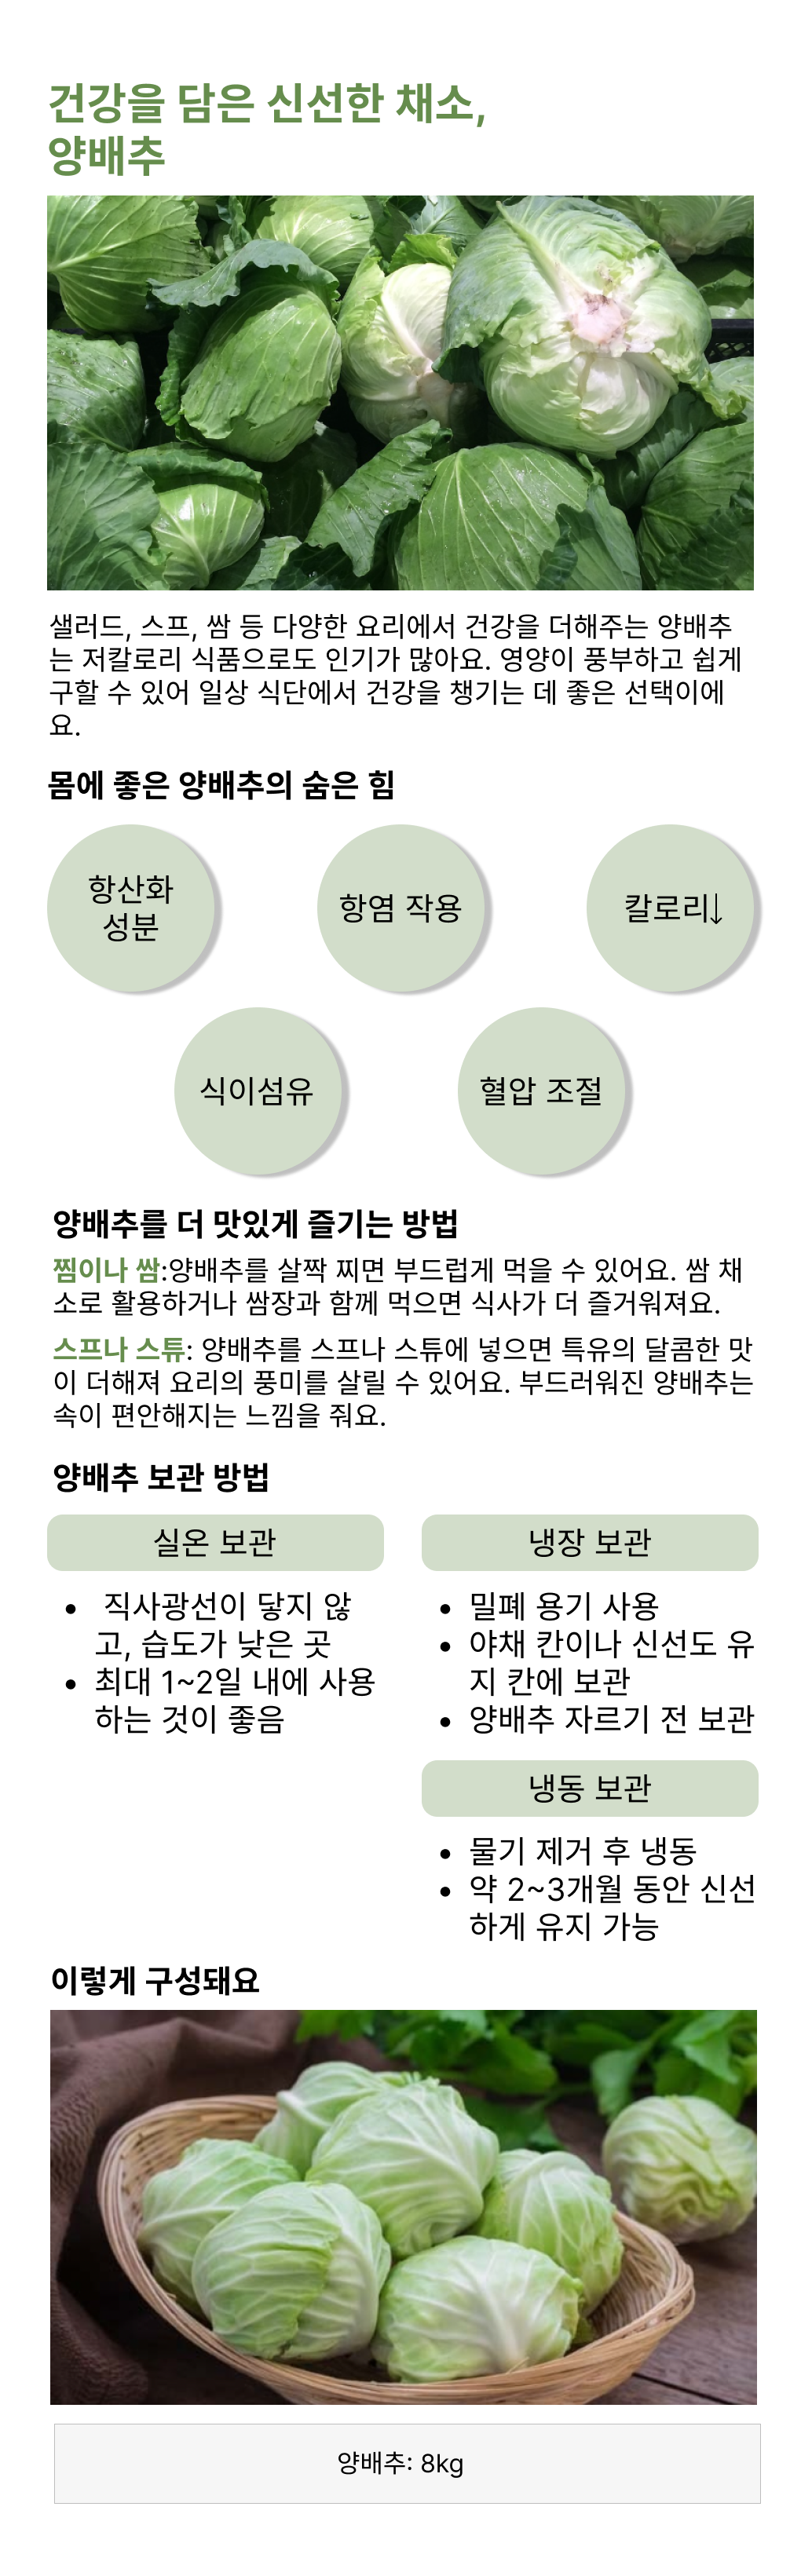 건강을 담은 신선한 채소,
양배추
샐러드, 스프, 쌈 등 다양한 요리에서 건강을 더해주는 양배추
는 저칼로리 식품으로도 인기가 많아요. 영양이 풍부하고 쉽게
구할 수 있어 일상 식단에서 건강을 챙기는 데 좋은 선택이에
요.
몸에 좋은 양배추의 숨은 힘
항산화
성분
항염 작용
칼로리↓
식이섬유
혈압 조절
양배추를 더 맛있게 즐기는 방법
찜이나 쌈:양배추를 살짝 찌면 부드럽게 먹을 수 있어요. 쌈 채
소로 활용하거나 쌈장과 함께 먹으면 식사가 더 즐거워져요.
스프나 스튜: 양배추를 스프나 스튜에 넣으면 특유의 달콤한 맛
이 더해져 요리의 풍미를 살릴 수 있어요. 부드러워진 양배추는
속이 편안해지는 느낌을 줘요.
양배추 보관 방법
실온 보관
• 직사광선이 닿지 않
고, 습도가 낮은 곳
• 최대 1~2일 내에 사용
하는 것이 좋음
냉장 보관
• 밀폐 용기 사용
• 야채 칸이나 신선도 유
지 칸에 보관
• 양배추 자르기 전 보관
냉동 보관
• 물기 제거 후 냉동
• 약 2~3개월 동안 신선
하게 유지 가능
이렇게 구성돼요
양배추: 8kg